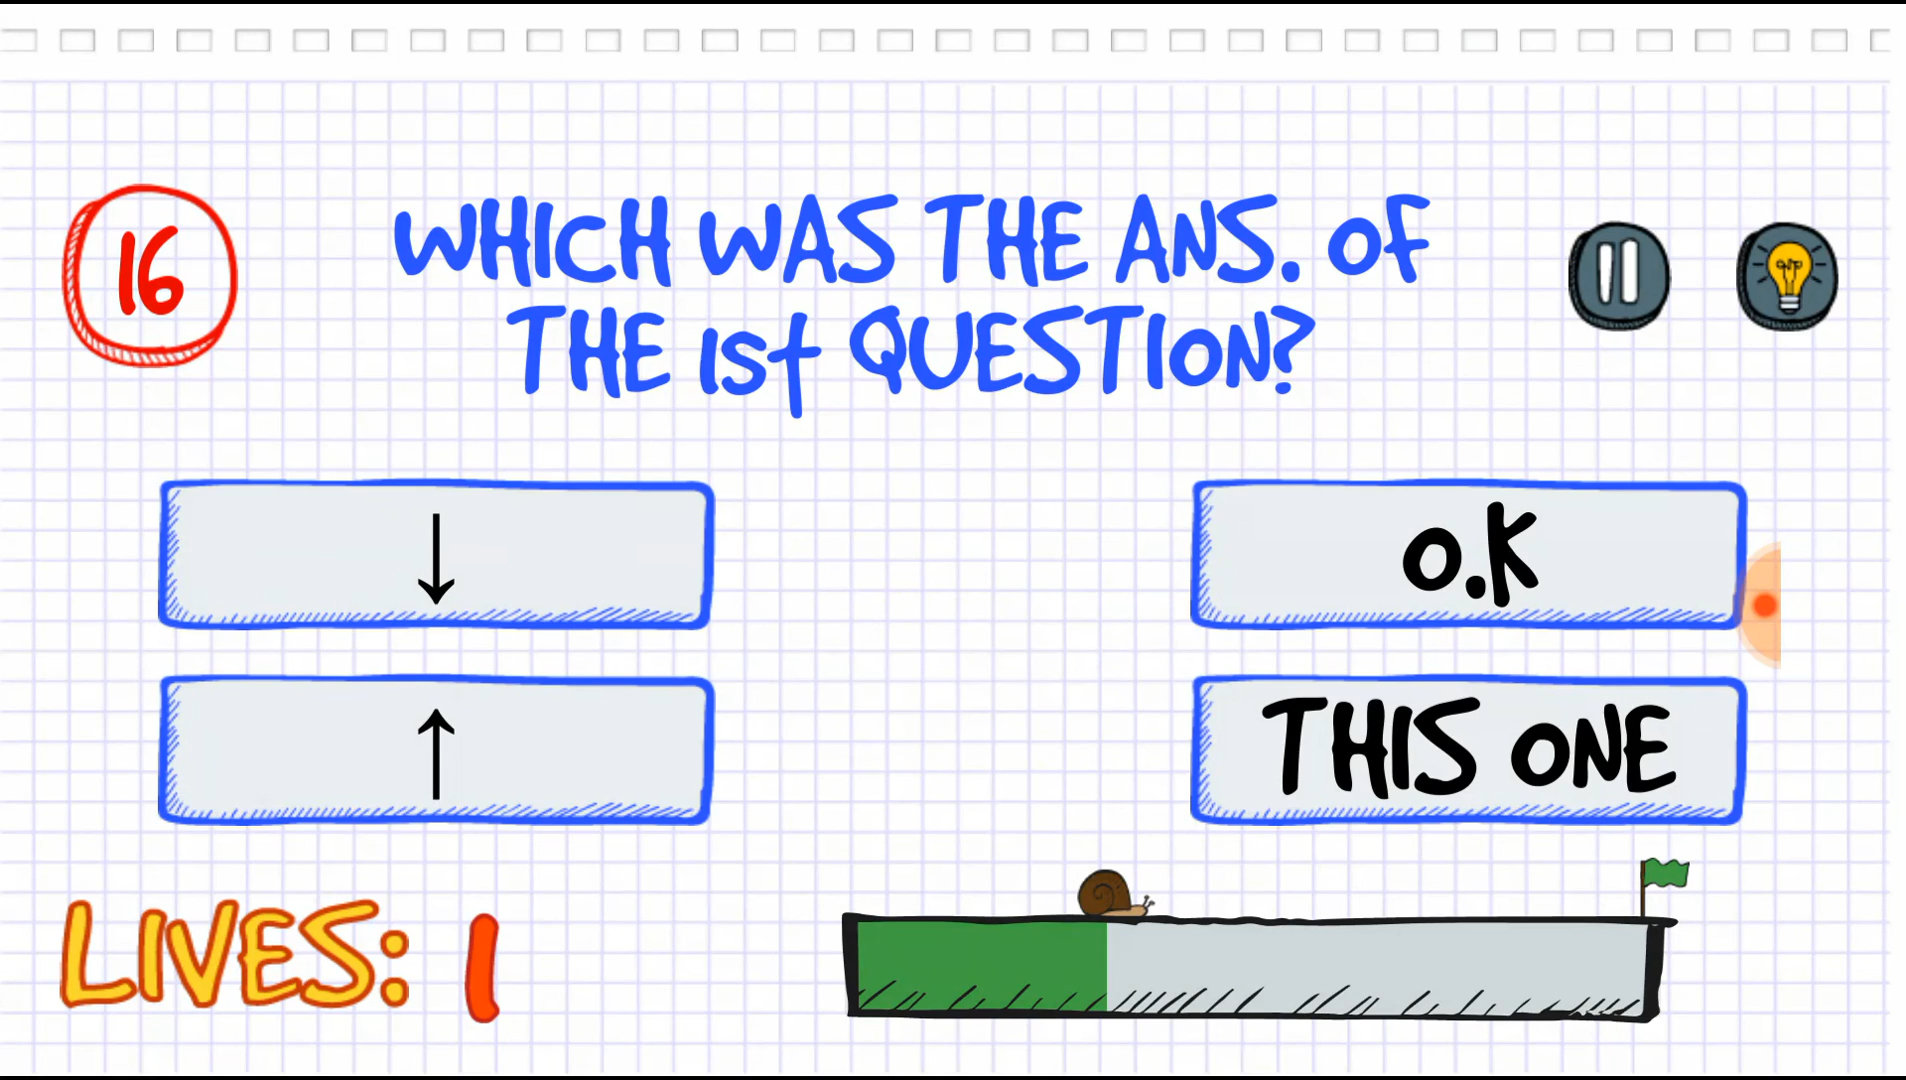 16
WHICH WAS THE ANS. Of
THE 1st QUESTION?
↓
O.K
↑
THIS ONE
LIVES: 1